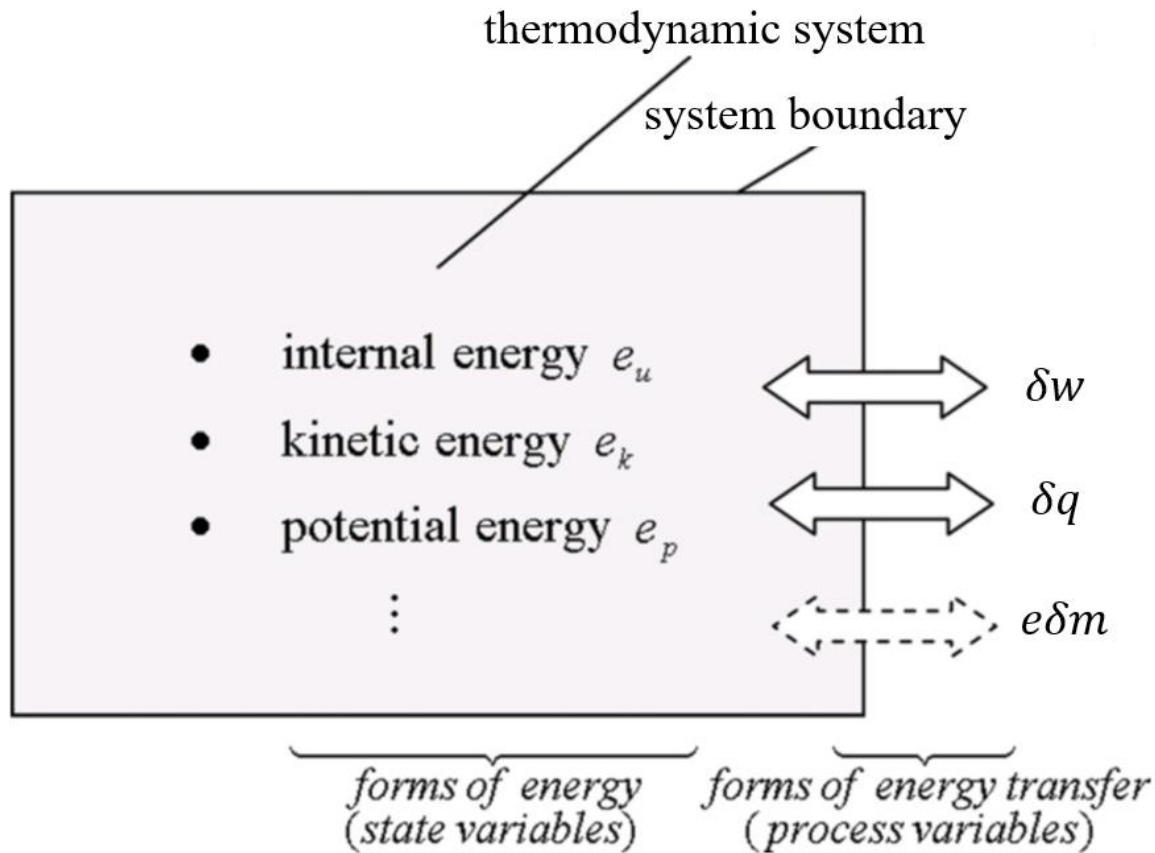 thermodynamic system
system boundary
• internal energy e_u
δw
• kinetic energy e_k
δq
• potential energy e_p
⋮
eδm
forms of energy
(state variables)
forms of energy transfer
(process variables)